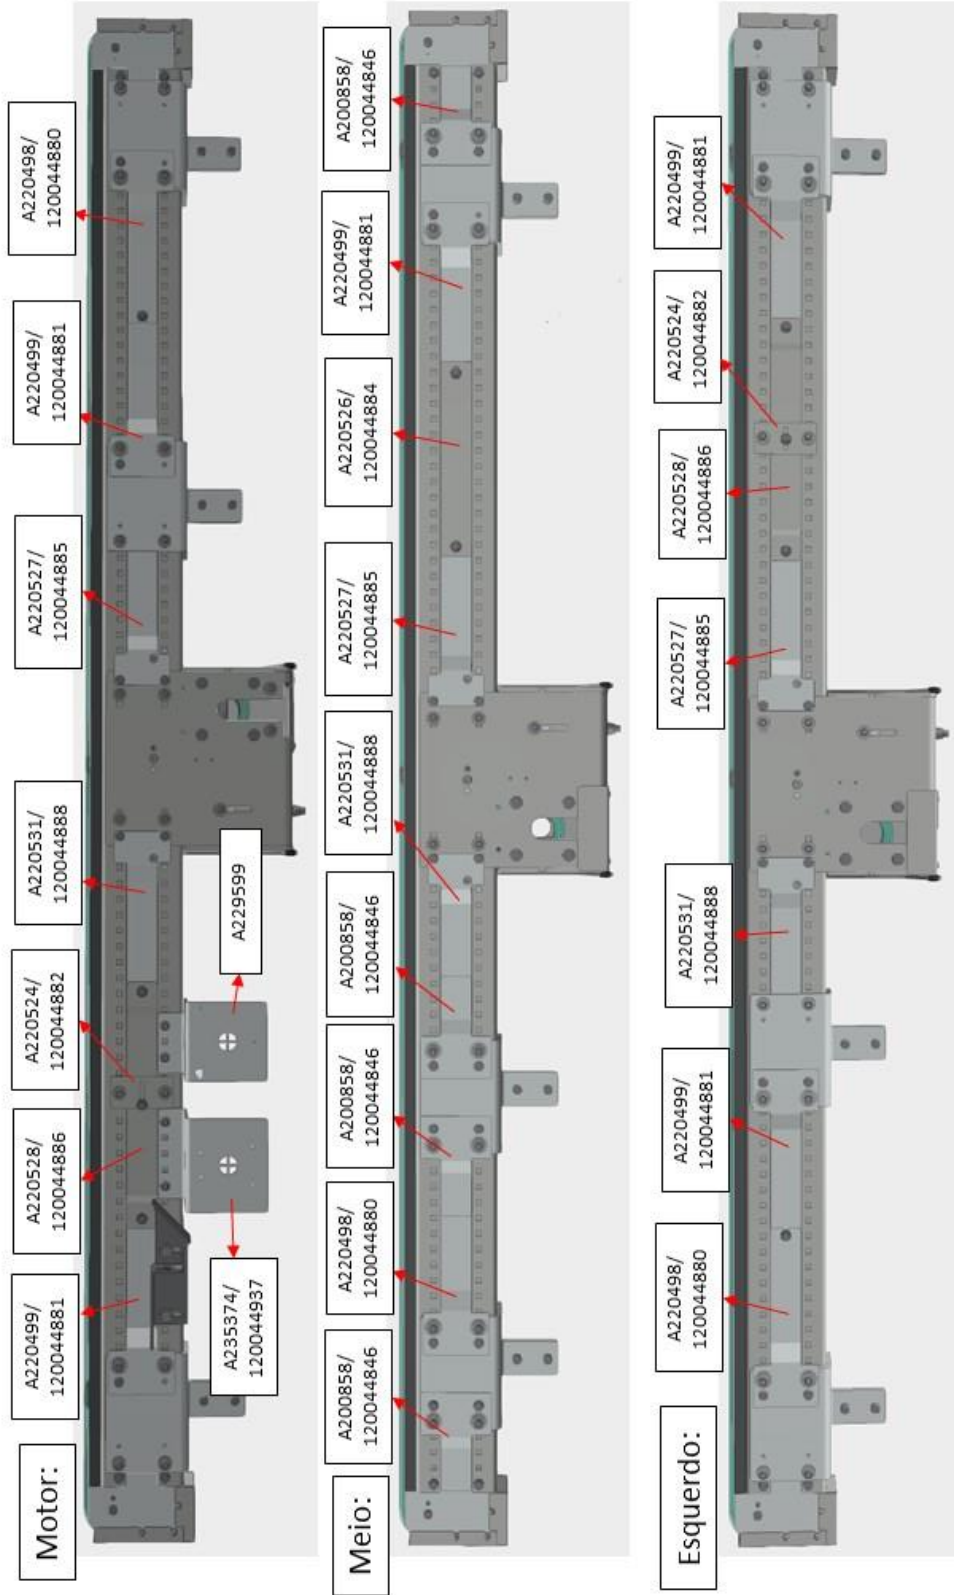 Motor:
A220499/
120044881
A220528/
120044886
A220524/
120044882
A220531/
120044888
A220527/
120044885
A220499/
120044881
A220498/
120044880
A235374/
120044937
A229599
Meio:
A200858/
120044846
A220498/
120044880
A200858/
120044846
A200858/
120044846
A220531/
120044888
A220527/
120044885
A220526/
120044884
A220499/
120044881
A200858/
120044846
Esquerdo:
A220498/
120044880
A220499/
120044881
A220531/
120044888
A220527/
120044885
A220528/
120044886
A220524/
120044882
A220499/
120044881